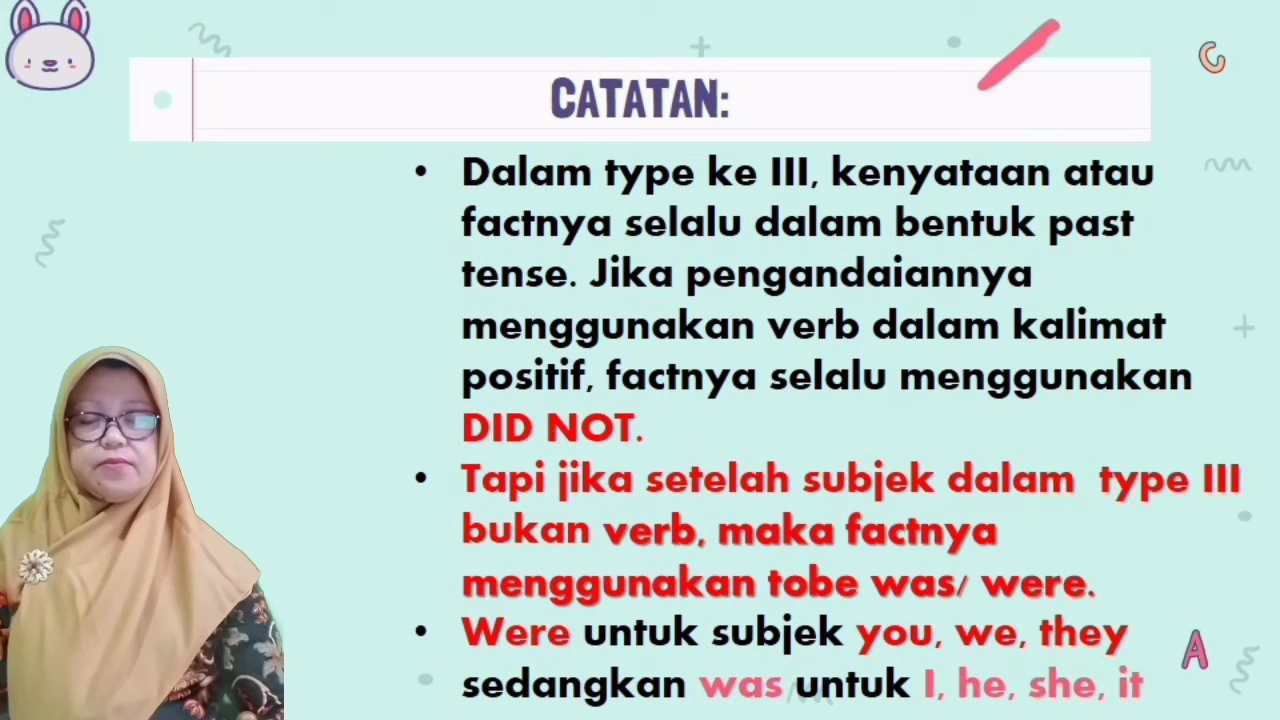 CATATAN:
• Dalam type ke III, kenyataan atau
factnya selalu dalam bentuk past
tense. Jika pengandaiannya
menggunakan verb dalam kalimat
positif, factnya selalu menggunakan
DID NOT.
• Tapi jika setelah subjek dalam type III
bukan verb, maka factnya
menggunakan tobe was/ were.
• Were untuk subjek you, we, they
sedangkan was untuk I, he, she, it
A